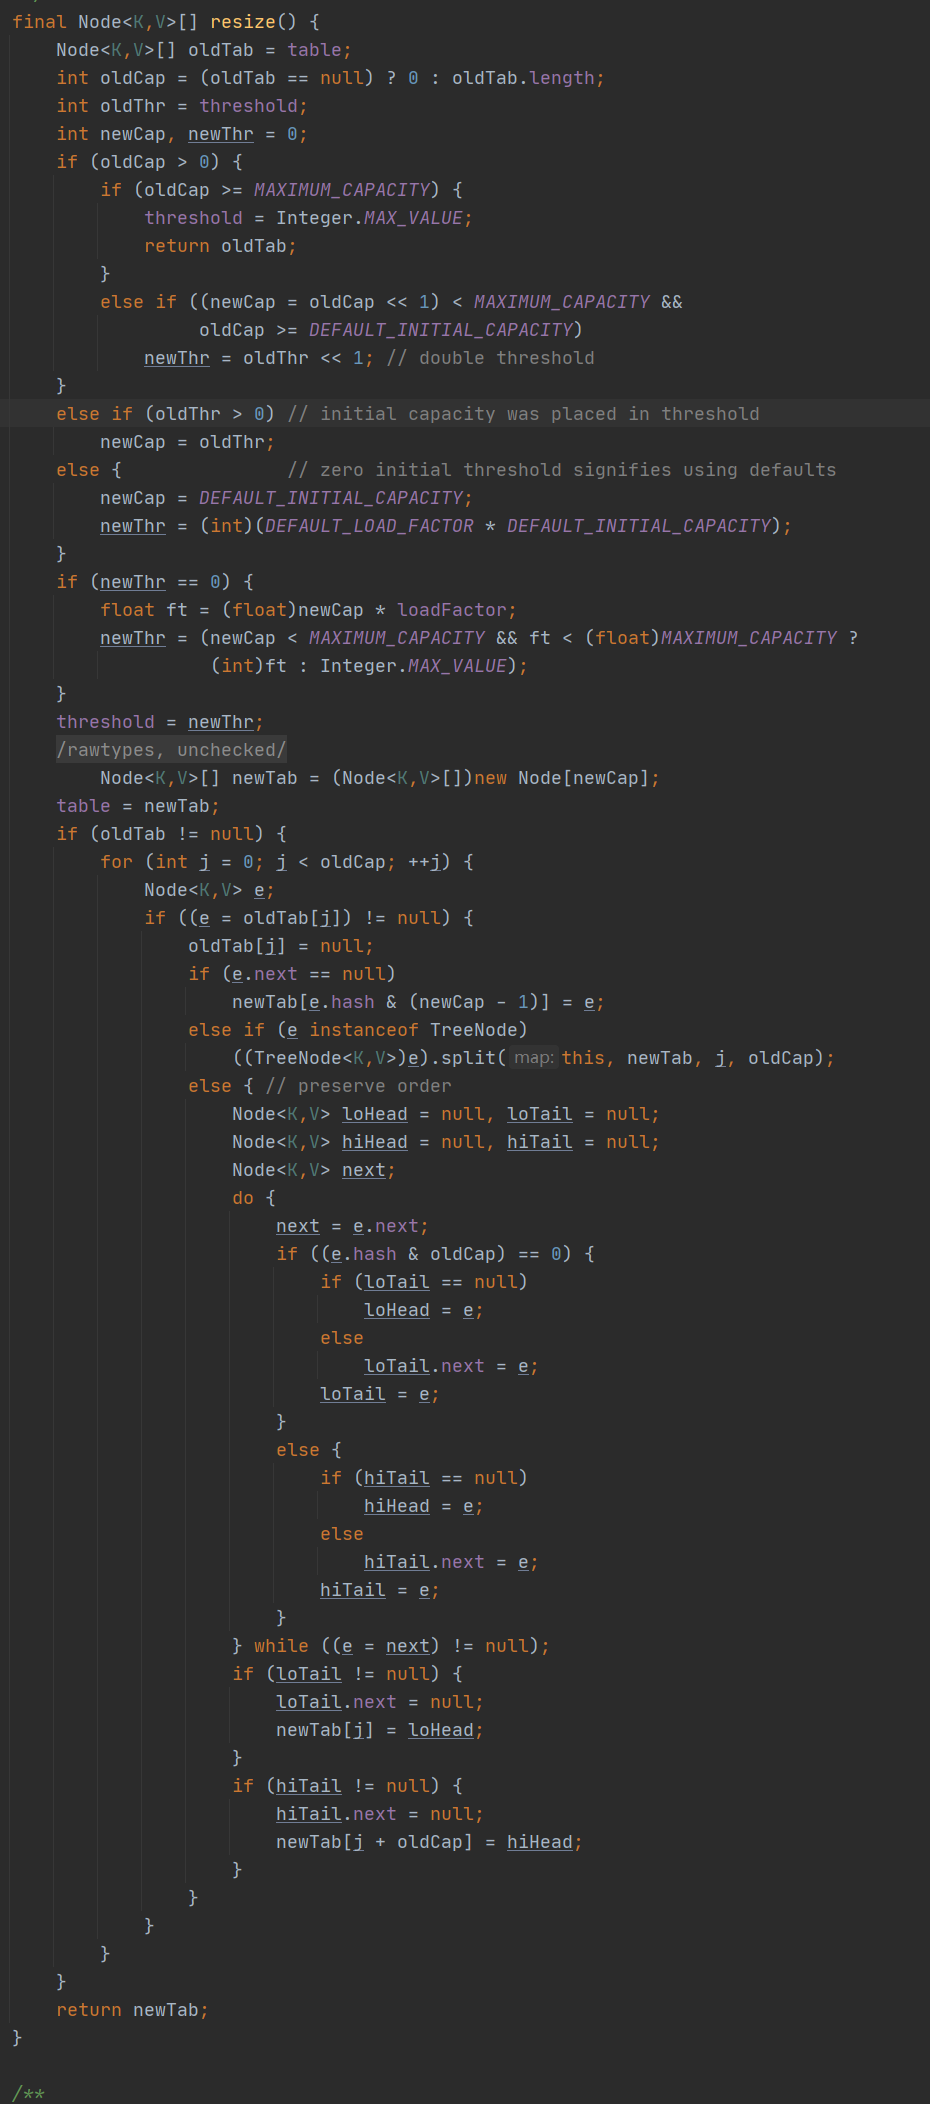 final Node<K,V>[] resize() {
    Node<K,V>[] oldTab = table;
    int oldCap = (oldTab == null) ? 0 : oldTab.length;
    int oldThr = threshold;
    int newCap, newThr = 0;
    if (oldCap > 0) {
        if (oldCap >= MAXIMUM_CAPACITY) {
            threshold = Integer.MAX_VALUE;
            return oldTab;
        }
        else if ((newCap = oldCap << 1) < MAXIMUM_CAPACITY &&
                 oldCap >= DEFAULT_INITIAL_CAPACITY)
            newThr = oldThr << 1; // double threshold
    }
    else if (oldThr > 0) // initial capacity was placed in threshold
        newCap = oldThr;
    else {               // zero initial threshold signifies using defaults
        newCap = DEFAULT_INITIAL_CAPACITY;
        newThr = (int)(DEFAULT_LOAD_FACTOR * DEFAULT_INITIAL_CAPACITY);
    }
    if (newThr == 0) {
        float ft = (float)newCap * loadFactor;
        newThr = (newCap < MAXIMUM_CAPACITY && ft < (float)MAXIMUM_CAPACITY ?
                  (int)ft : Integer.MAX_VALUE);
    }
    threshold = newThr;
    /rawtypes, unchecked/
        Node<K,V>[] newTab = (Node<K,V>[])new Node[newCap];
    table = newTab;
    if (oldTab != null) {
        for (int j = 0; j < oldCap; ++j) {
            Node<K,V> e;
            if ((e = oldTab[j]) != null) {
                oldTab[j] = null;
                if (e.next == null)
                    newTab[e.hash & (newCap - 1)] = e;
                else if (e instanceof TreeNode)
                    ((TreeNode<K,V>)e).split( map: this, newTab, j, oldCap);
                else { // preserve order
                    Node<K,V> loHead = null, loTail = null;
                    Node<K,V> hiHead = null, hiTail = null;
                    Node<K,V> next;
                    do {
                        next = e.next;
                        if ((e.hash & oldCap) == 0) {
                            if (loTail == null)
                                loHead = e;
                            else
                                loTail.next = e;
                            loTail = e;
                        }
                        else {
                            if (hiTail == null)
                                hiHead = e;
                            else
                                hiTail.next = e;
                            hiTail = e;
                        }
                    } while ((e = next) != null);
                    if (loTail != null) {
                        loTail.next = null;
                        newTab[j] = loHead;
                    }
                    if (hiTail != null) {
                        hiTail.next = null;
                        newTab[j + oldCap] = hiHead;
                    }
                }
            }
        }
    }
    return newTab;
}
/**